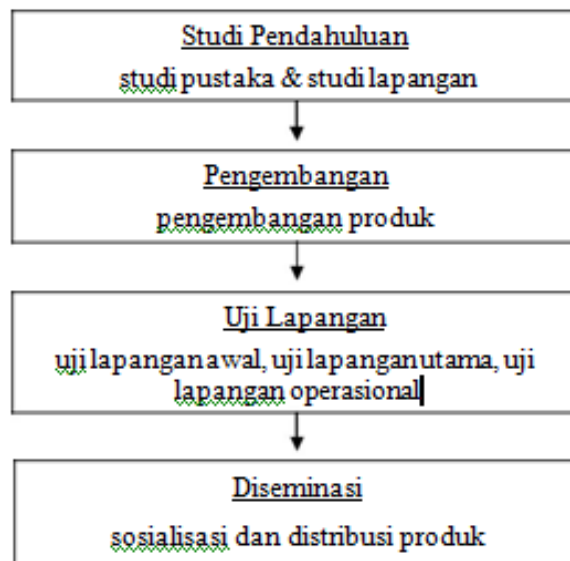 Studi Pendahuluan
studi pustaka & studi lapangan
Pengembangan
pengembangan produk
Uji Lapangan
uji lapangan awal, uji lapangan utama, uji
lapangan operasional
Diseminasi
sosialisasi dan distribusi produk